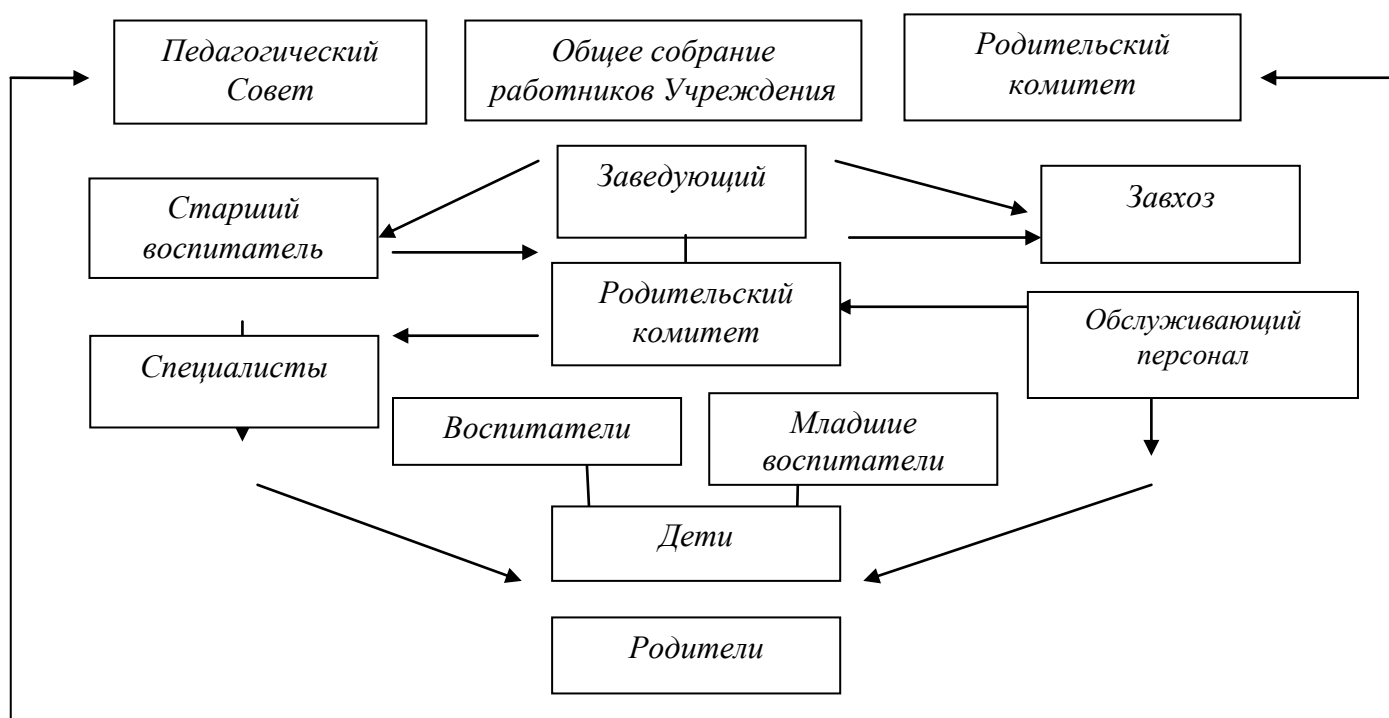 Педагогический
Совет
Общее собрание
работников Учреждения
Родительский
комитет
Заведующий
Старший
воспитатель
Завхоз
Родительский
комитет
Обслуживающий
персонал
Специалисты
Воспитатели
Младшие
воспитатели
Дети
Родители